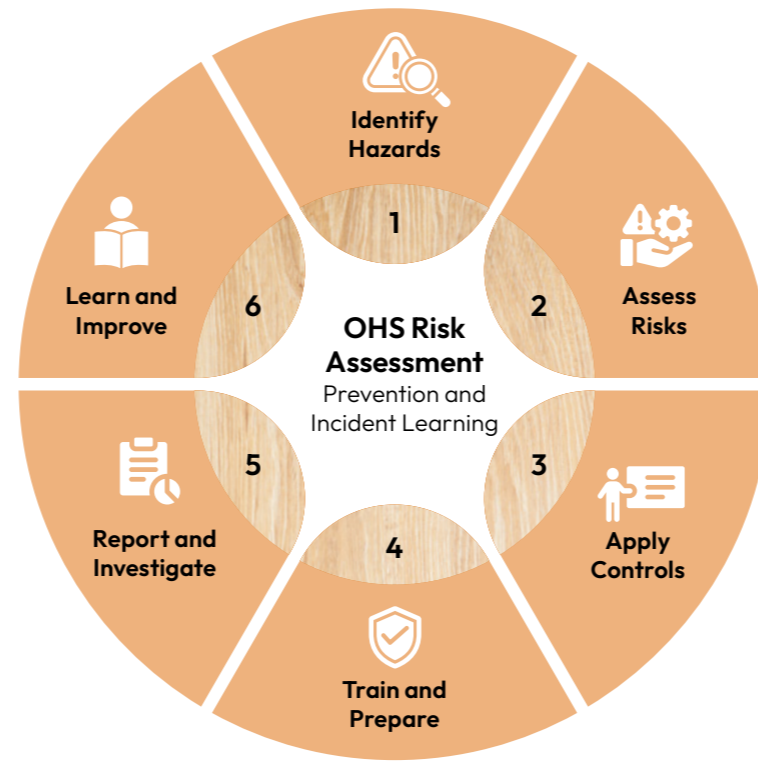 OHS Risk
Assessment
Prevention and
Incident Learning
1
Identify
Hazards
2
Assess
Risks
3
Apply
Controls
4
Train and
Prepare
5
Report and
Investigate
6
Learn and
Improve